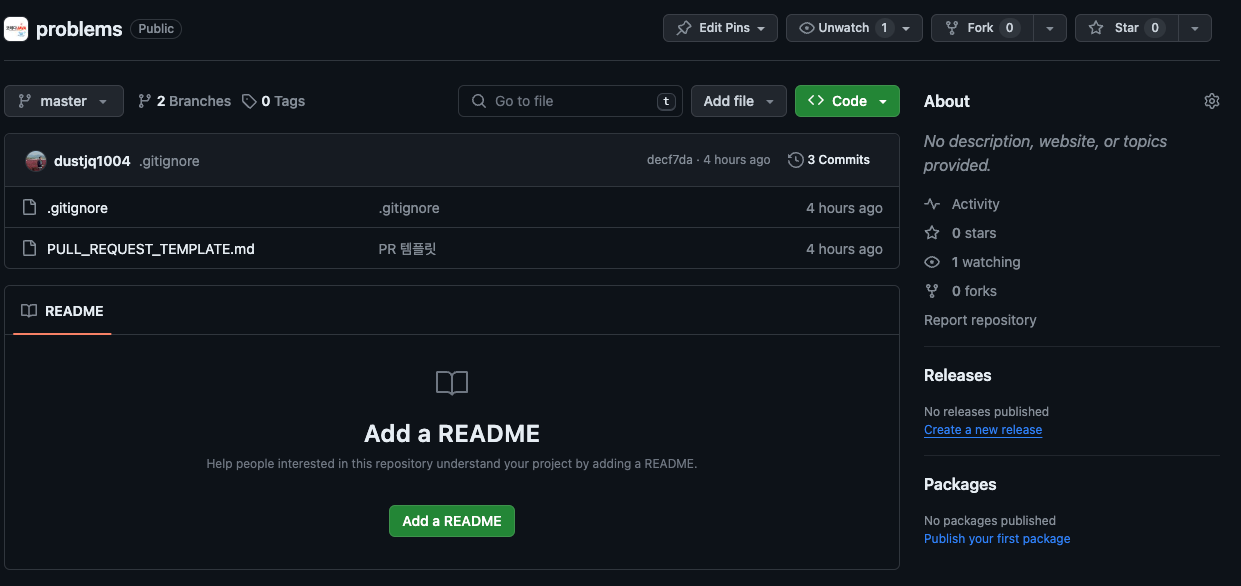 problems Public Edit Pins Unwatch 1 Fork 0 Star 0
master 2 Branches 0 Tags Go to file t Add file Code
dustjq1004 .gitignore decf7da · 4 hours ago 3 Commits
.gitignore .gitignore 4 hours ago
PULL_REQUEST_TEMPLATE.md PR 템플릿 4 hours ago
README
Add a README
Help people interested in this repository understand your project by adding a README.
Add a README
About
No description, website, or topics
provided.
Activity
0 stars
1 watching
0 forks
Report repository
Releases
No releases published
Create a new release
Packages
No packages published
Publish your first package